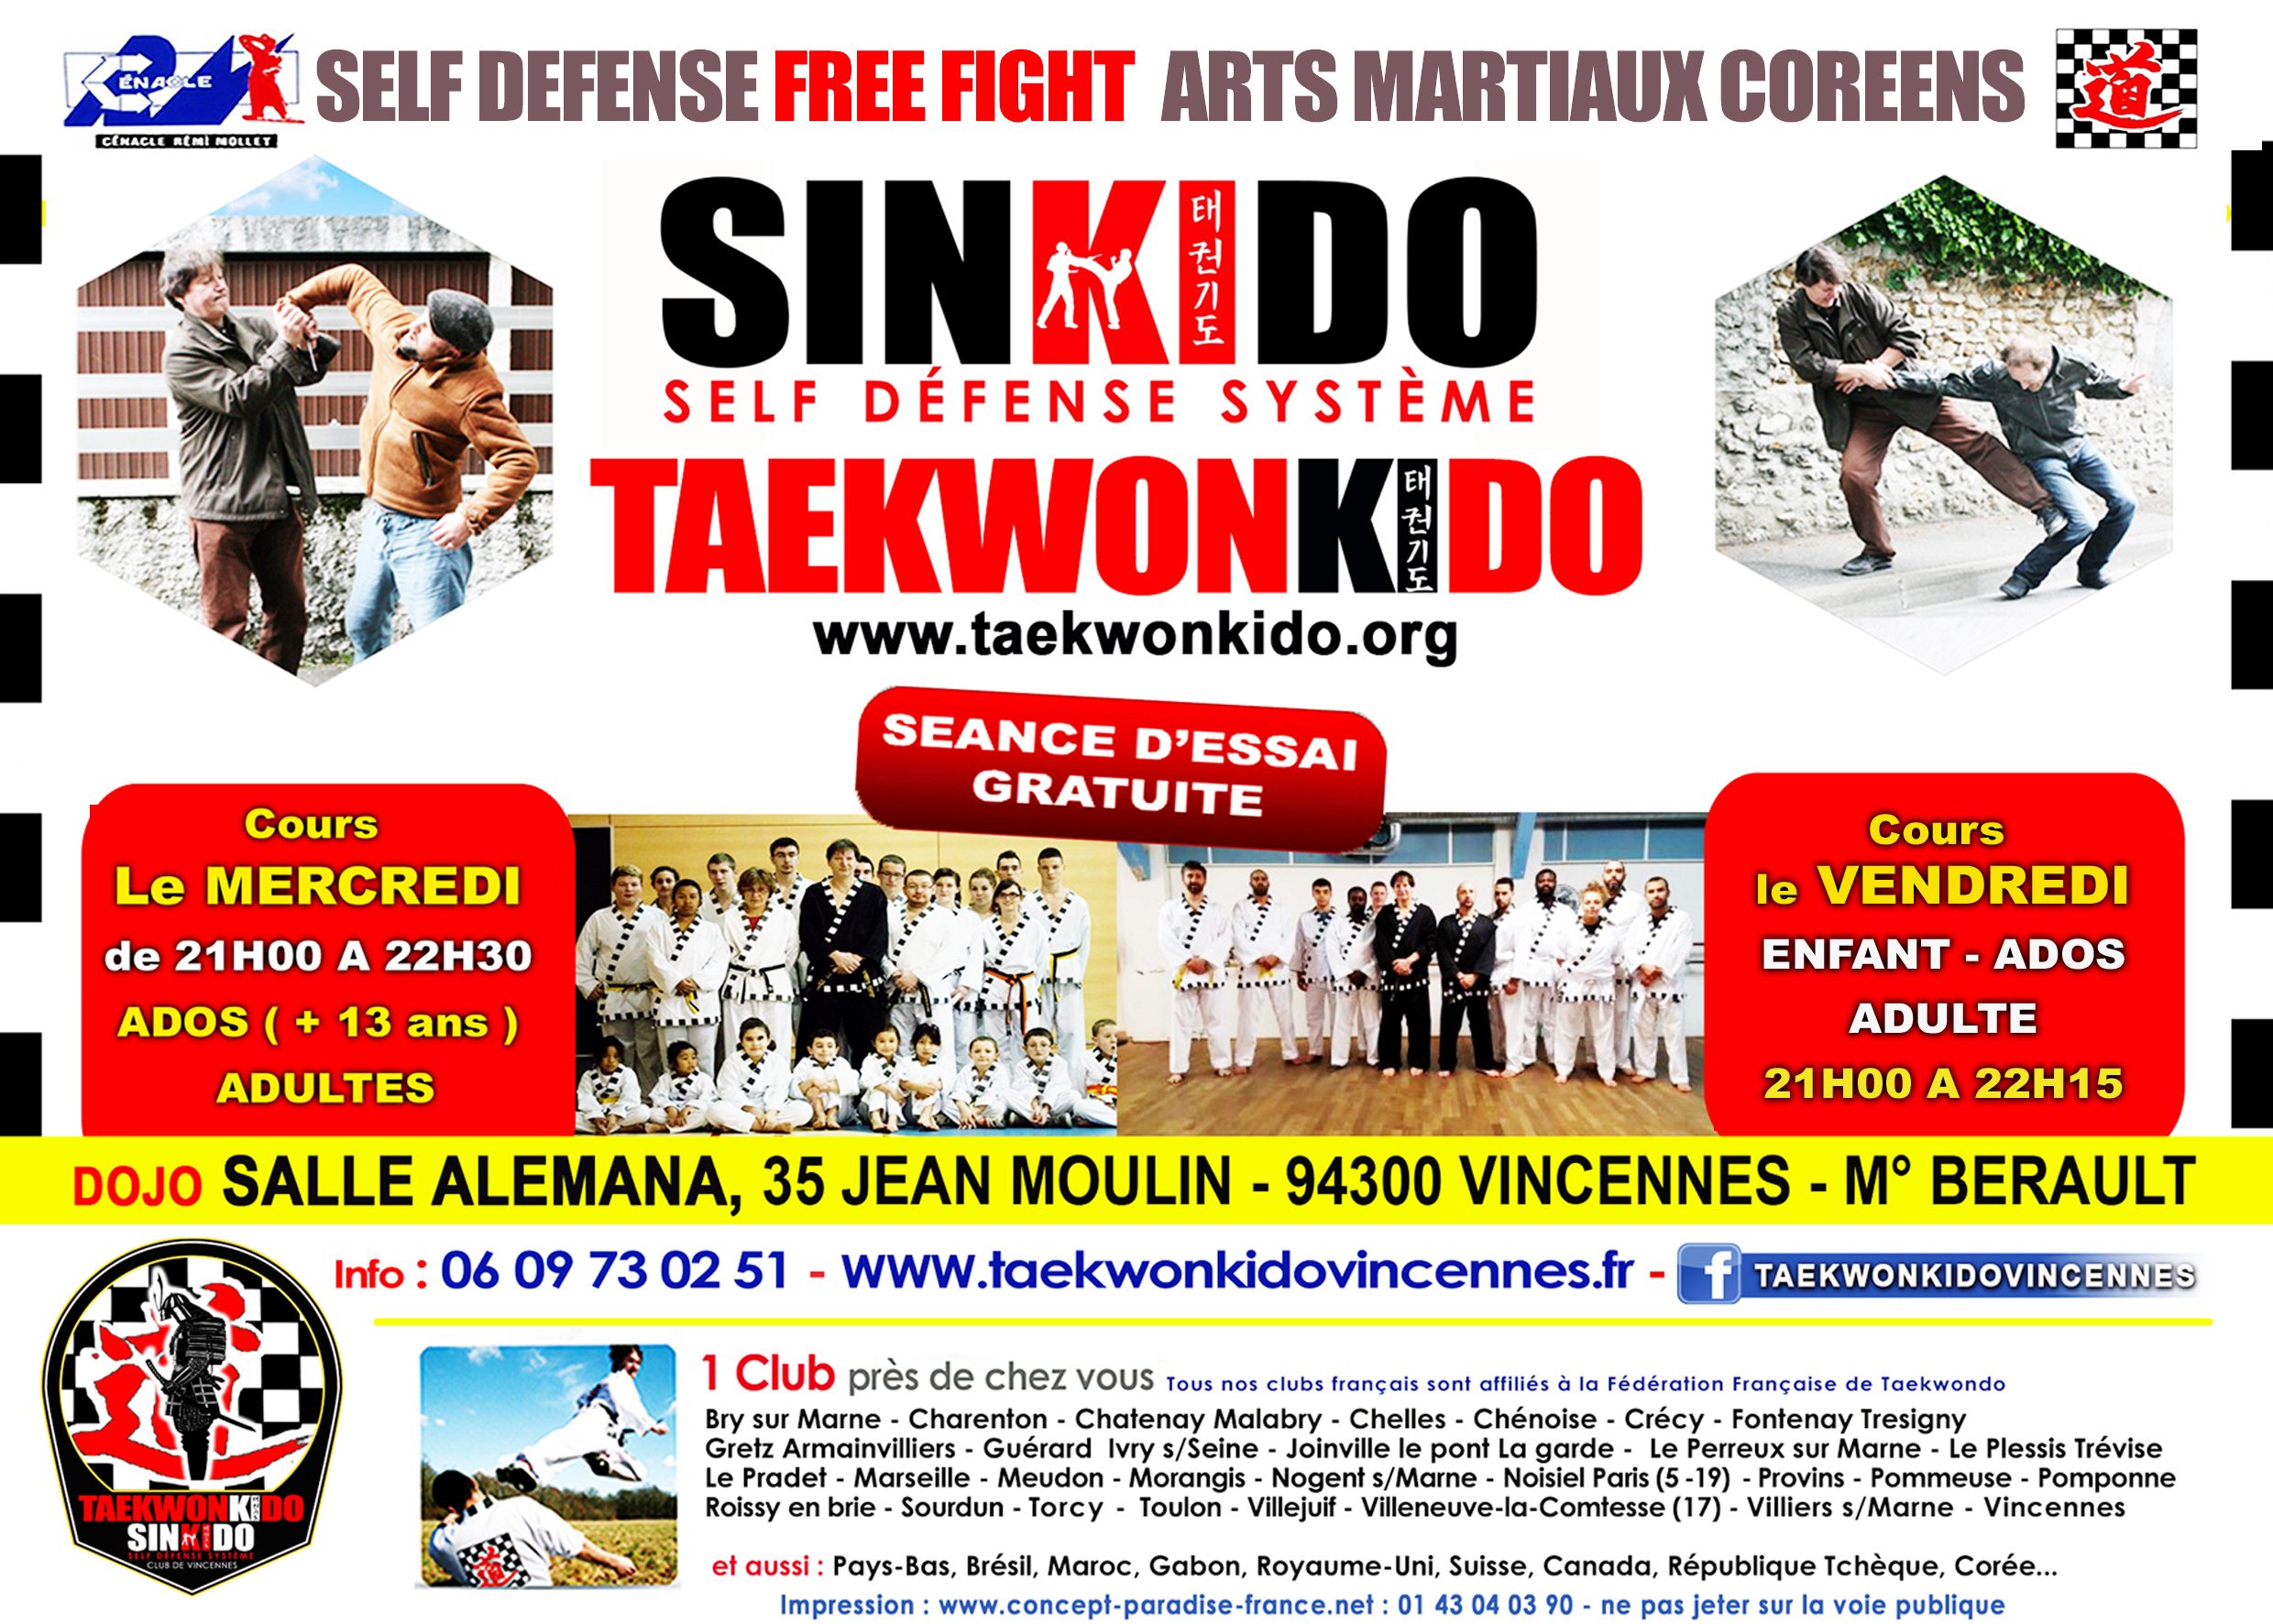 CÉNAGLE
CÉNACLE RÉMI MOLLET
SELF DEFENSE FREE FIGHT ARTS MARTIAUX COREENS
道
SINKIDO
태권기도
SELF DÉFENSE SYSTÈME
TAEKWONKIDO
태권기도
www.taekwonkido.org
SEANCE D'ESSAI
GRATUITE
Cours
Le MERCREDI
de 21H00 A 22H30
ADOS ( + 13 ans )
ADULTES
Cours
le VENDREDI
ENFANT - ADOS
ADULTE
21H00 A 22H15
DOJO SALLE ALEMANA, 35 JEAN MOULIN - 94300 VINCENNES - M° BERAULT
Info : 06 09 73 02 51 - www.taekwonkidovincennes.fr - f TAEKWONKIDOVINCENNES
TAEKWONKIDO
SINKIDO
SELF DÉFENSE SYSTÈME
CLUB DE VINCENNES
1 Club près de chez vous Tous nos clubs français sont affiliés à la Fédération Française de Taekwondo
Bry sur Marne - Charenton - Chatenay Malabry - Chelles - Chénoise - Crécy - Fontenay Tresigny
Gretz Armainvilliers - Guérard Ivry s/Seine - Joinville le pont La garde - Le Perreux sur Marne - Le Plessis Trévise
Le Pradet - Marseille - Meudon - Morangis - Nogent s/Marne - Noisiel Paris (5 -19) - Provins - Pommeuse - Pomponne
Roissy en brie - Sourdun - Torcy - Toulon - Villejuif - Villeneuve-la-Comtesse (17) - Villiers s/Marne - Vincennes
et aussi : Pays-Bas, Brésil, Maroc, Gabon, Royaume-Uni, Suisse, Canada, République Tchèque, Corée...
Impression : www.concept-paradise-france.net : 01 43 04 03 90 - ne pas jeter sur la voie publique